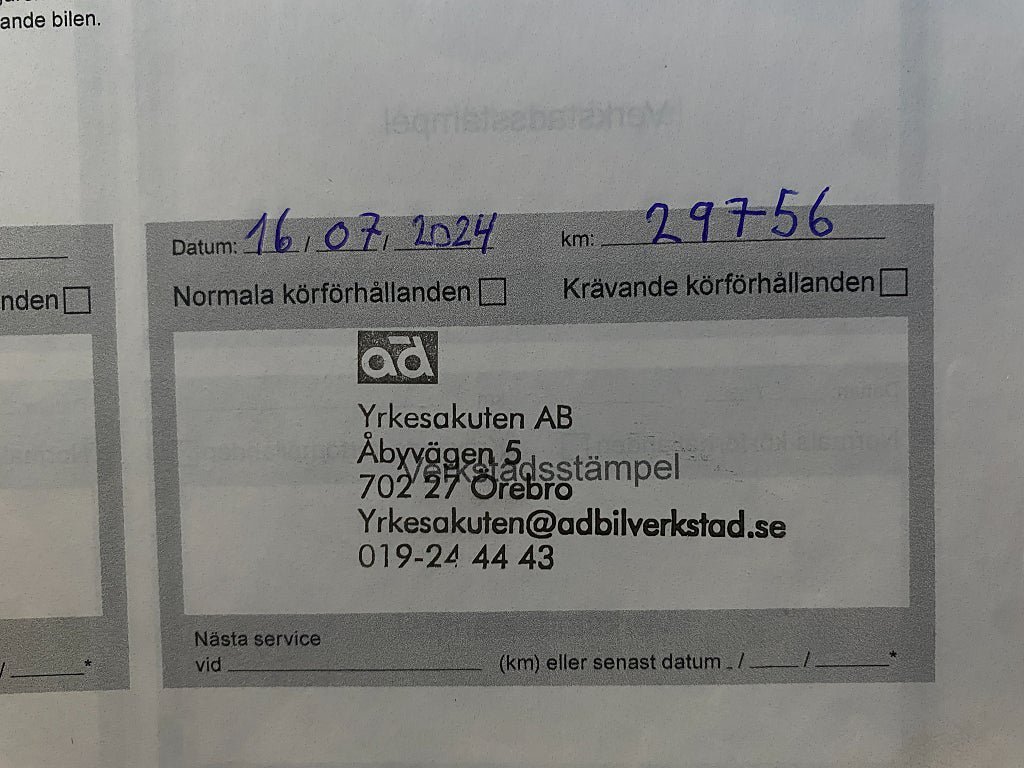 ande bilen.
Datum: 16 / 07 / 2024 km: 29756
nden
Normala körförhållanden Krävande körförhållanden
ad
Yrkesakuten AB
Åbyvägen 5
Verkstadsstämpel
702 27 Örebro
Yrkesakuten@adbilverkstad.se
019-24 44 43
Nästa service
vid (km) eller senast datum / / *
/ *